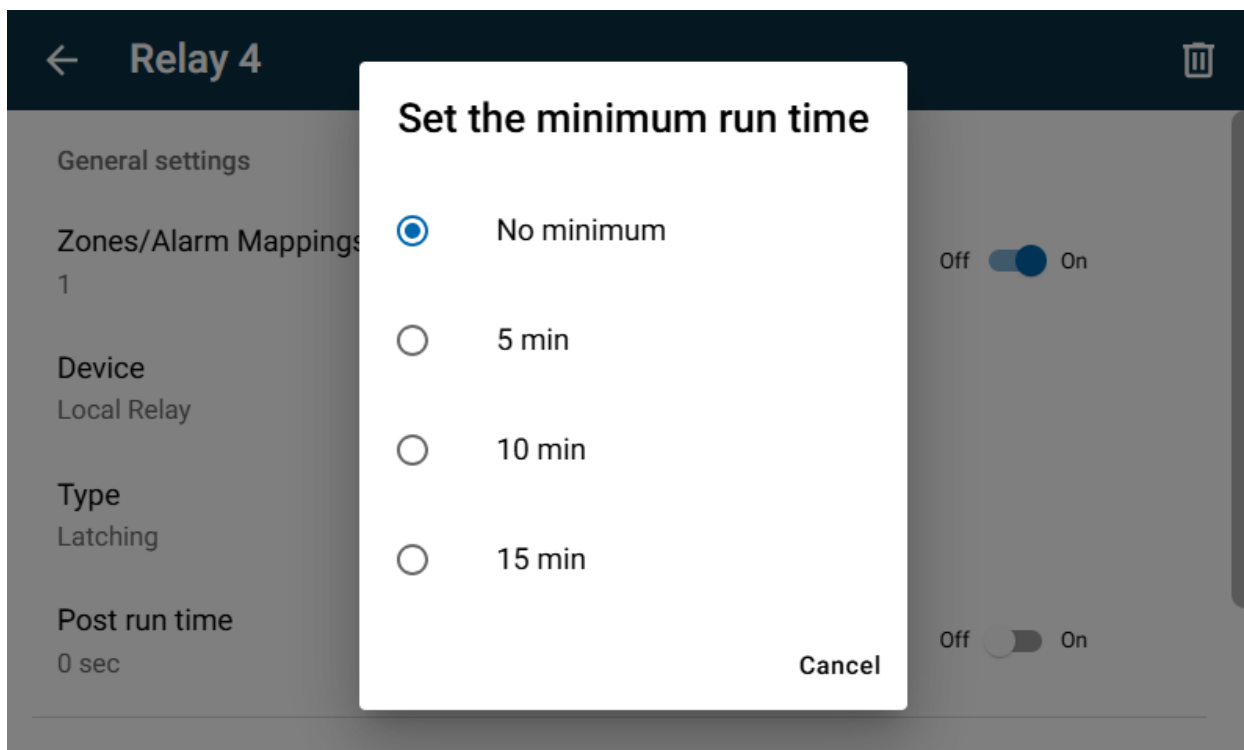 Relay 4
Set the minimum run time
General settings
Zones/Alarm Mappings
1
Off On
Device
Local Relay
Type
Latching
Post run time
0 sec
Off On
No minimum
5 min
10 min
15 min
Cancel